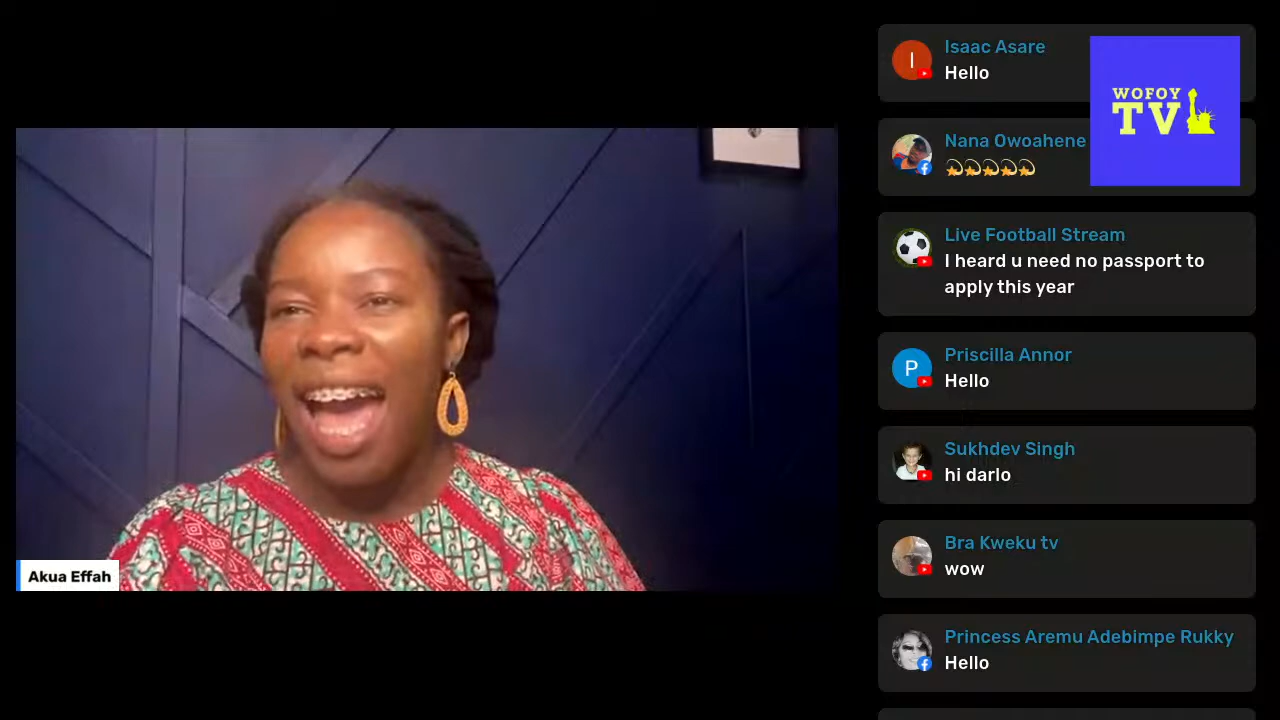 Akua Effah
I
Isaac Asare
Hello
Nana Owoahene
💫💫💫💫💫
Live Football Stream
I heard u need no passport to
apply this year
P
Priscilla Annor
Hello
Sukhdev Singh
hi darlo
Bra Kweku tv
wow
Princess Aremu Adebimpe Rukky
Hello
WOFOY
TV